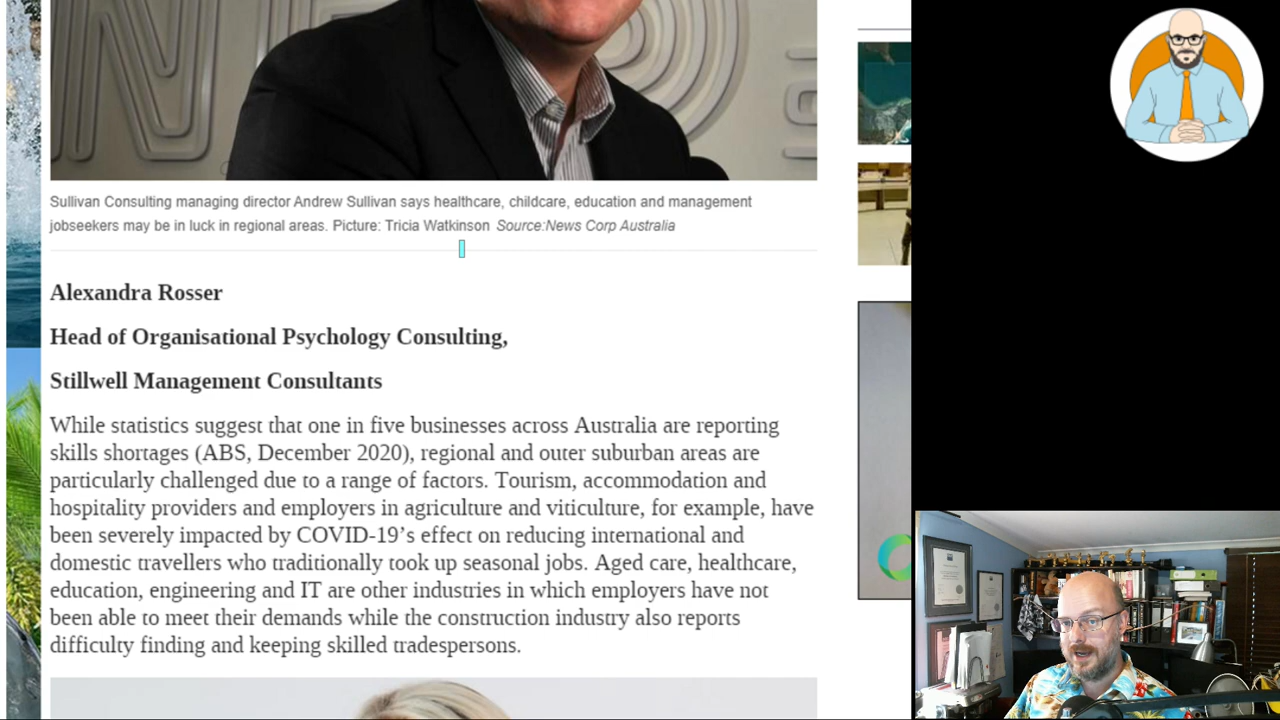 Sullivan Consulting managing director Andrew Sullivan says healthcare, childcare, education and management
jobseekers may be in luck in regional areas. Picture: Tricia Watkinson Source:News Corp Australia
Alexandra Rosser
Head of Organisational Psychology Consulting,
Stillwell Management Consultants
While statistics suggest that one in five businesses across Australia are reporting
skills shortages (ABS, December 2020), regional and outer suburban areas are
particularly challenged due to a range of factors. Tourism, accommodation and
hospitality providers and employers in agriculture and viticulture, for example, have
been severely impacted by COVID-19’s effect on reducing international and
domestic travellers who traditionally took up seasonal jobs. Aged care, healthcare,
education, engineering and IT are other industries in which employers have not
been able to meet their demands while the construction industry also reports
difficulty finding and keeping skilled tradespersons.